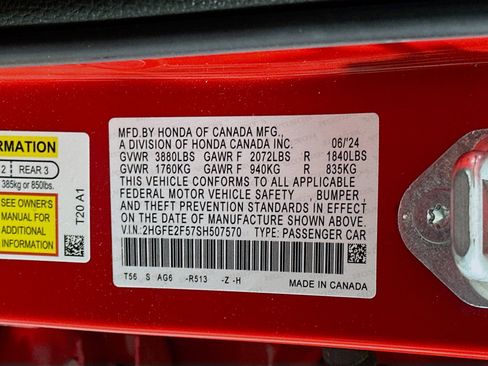 MFD.BY HONDA OF CANADA MFG.,
A DIVISION OF HONDA CANADA INC. 06/'24
GVWR 3880LBS GAWR F 2072LBS R 1840LBS
GVWR 1760KG GAWR F 940KG R 835KG
THIS VEHICLE CONFORMS TO ALL APPLICABLE
FEDERAL MOTOR VEHICLE SAFETY , BUMPER ,
AND THEFT PREVENTION STANDARDS IN EFFECT
ON THE DATE OF MANUFACTURE SHOWN ABOVE.
V.I.N: 2HGFE2F57SH507570 TYPE: PASSENGER CAR
T56 S AG6 -R513 -Z -H
MADE IN CANADA
RMATION
2 REAR 3
385kg or 850lbs.
SEE OWNER'S
MANUAL FOR
ADDITIONAL
INFORMATION
T20 A1